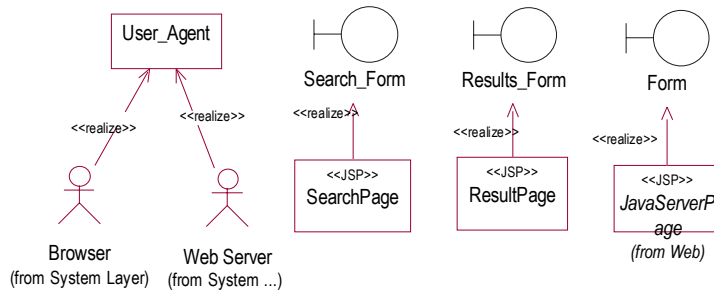 User_Agent
Search_Form
Results_Form
Form
<<realize>>
<<realize>>
<<realize>>
<<realize>>
<<realize>>
<<JSP>>
SearchPage
<<JSP>>
ResultPage
<<JSP>>
JavaServerP
age
(from Web)
Browser
(from System Layer)
Web Server
(from System ...)